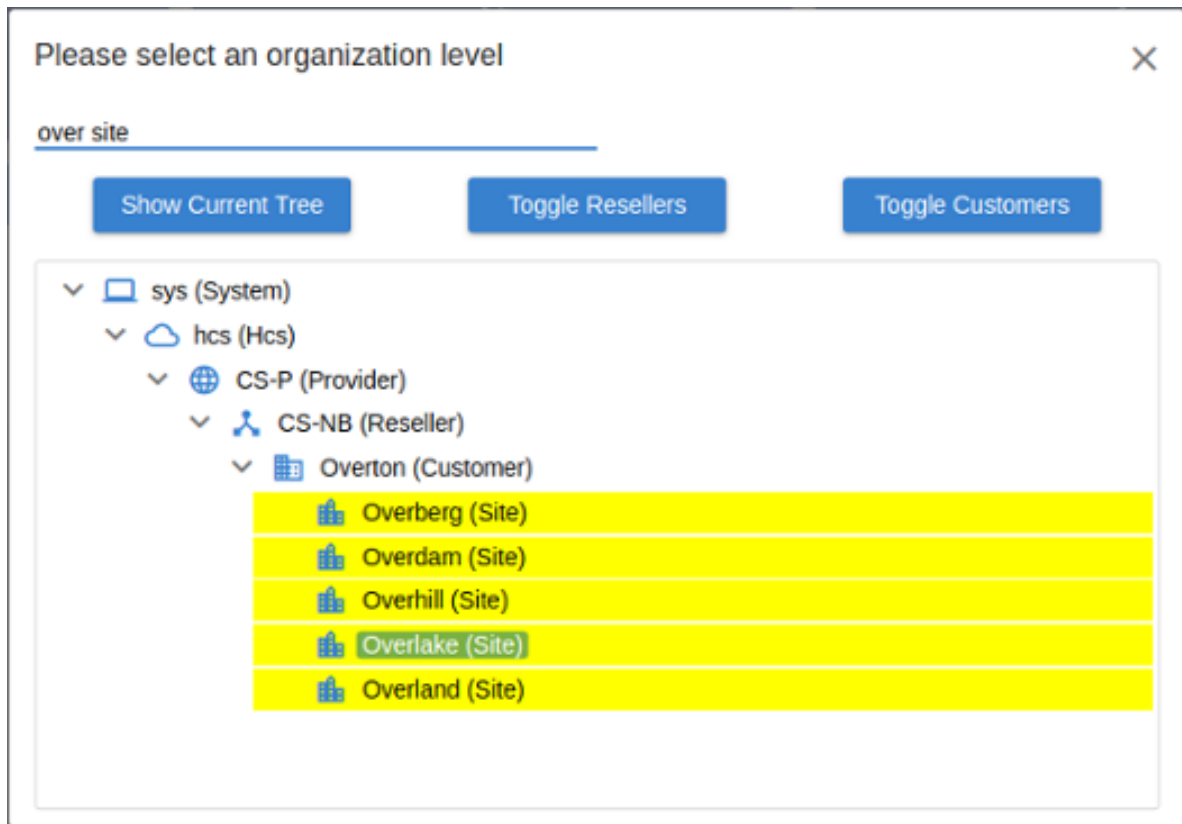 Please select an organization level
over site
Show Current Tree Toggle Resellers Toggle Customers
sys (System)
hcs (Hcs)
CS-P (Provider)
CS-NB (Reseller)
Overton (Customer)
Overberg (Site)
Overdam (Site)
Overhill (Site)
Overlake (Site)
Overland (Site)